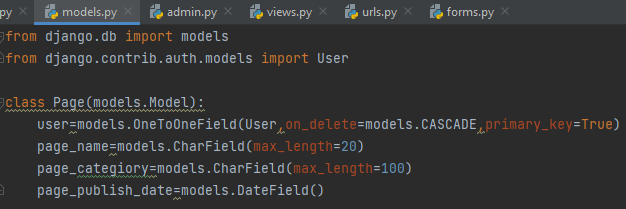 py models.py admin.py views.py urls.py forms.py
from django.db import models
from django.contrib.auth.models import User
class Page(models.Model):
user=models.OneToOneField(User,on_delete=models.CASCADE,primary_key=True)
page_name=models.CharField(max_length=20)
page_categiory=models.CharField(max_length=100)
page_publish_date=models.DateField()